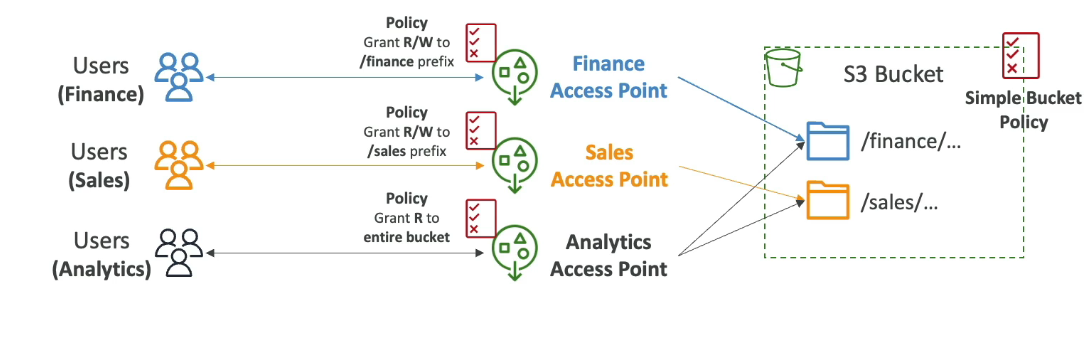 Users
(Finance)
Policy
Grant R/W to
/finance prefix
Finance
Access Point
S3 Bucket
Simple Bucket
Policy
/finance/...
Users
(Sales)
Policy
Grant R/W to
/sales prefix
Sales
Access Point
/sales/...
Users
(Analytics)
Policy
Grant R to
entire bucket
Analytics
Access Point